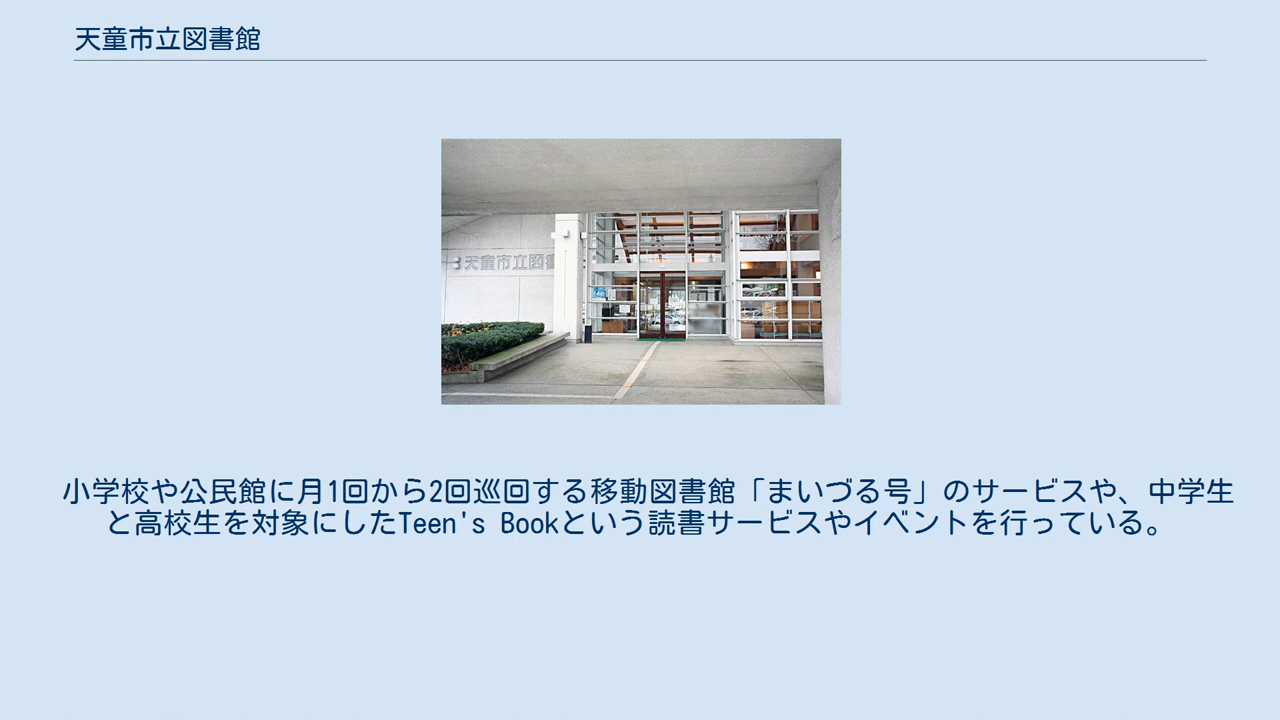 天童市立図書館
天童市立図書
小学校や公民館に月1回から2回巡回する移動図書館「まいづる号」のサービスや、中学生
と高校生を対象にしたTeen's Bookという読書サービスやイベントを行っている。